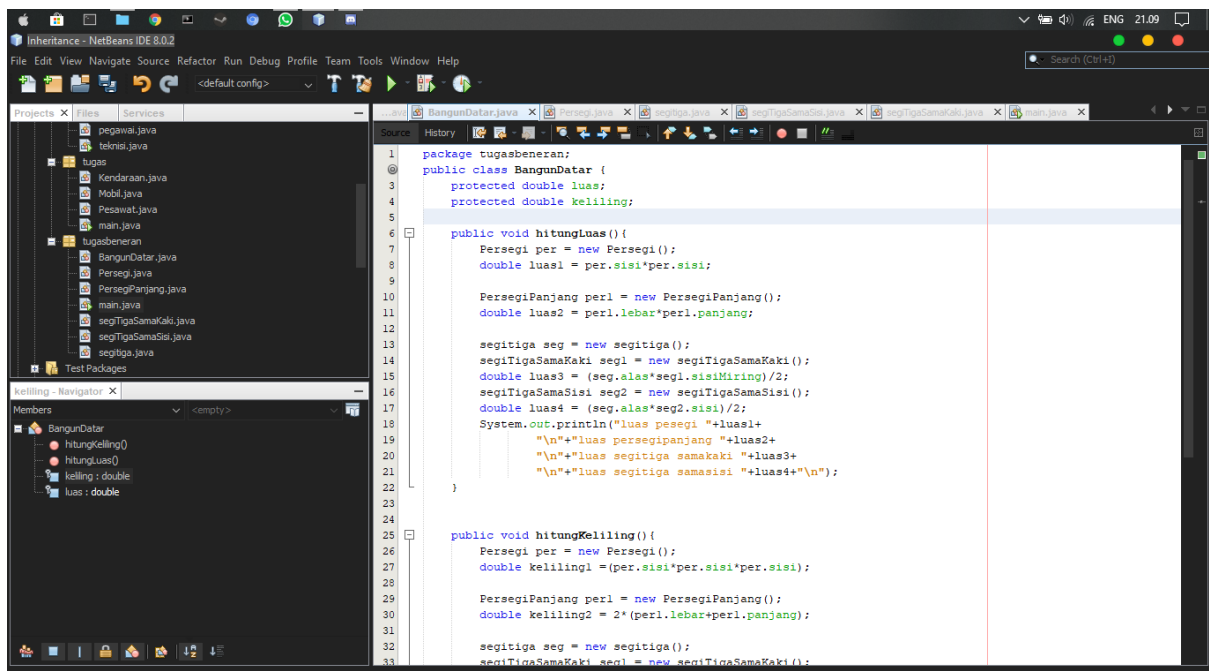 ENG 21.09
Inheritance - NetBeans IDE 8.0.2
File Edit View Navigate Source Refactor Run Debug Profile Team Tools Window Help
Search (Ctrl+I)
<default config>
Projects Files Services
pegawai.java
teknisi.java
tugas
Kendaraan.java
Mobil.java
Pesawat.java
main.java
tugasbeneran
BangunDatar.java
Persegi.java
PersegiPanjang.java
main.java
segiTigaSamaKaki.java
segiTigaSamaSisi.java
segitiga.java
Test Packages
keliling - Navigator
Members <empty>
BangunDatar
hitungKeliling()
hitungLuas()
keliling : double
luas : double
...ava BangunDatar.java Persegi.java segitiga.java segiTigaSamaSisi.java segiTigaSamaKaki.java main.java
Source History
1 package tugasbeneran;
public class BangunDatar {
3 protected double luas;
4 protected double keliling;
5
6 public void hitungLuas(){
7 Persegi per = new Persegi();
8 double luas1 = per.sisi*per.sisi;
9
10 PersegiPanjang per1 = new PersegiPanjang();
11 double luas2 = per1.lebar*per1.panjang;
12
13 segitiga seg = new segitiga();
14 segiTigaSamaKaki seg1 = new segiTigaSamaKaki();
15 double luas3 = (seg.alas*seg1.sisiMiring)/2;
16 segiTigaSamaSisi seg2 = new segiTigaSamaSisi();
17 double luas4 = (seg.alas*seg2.sisi)/2;
18 System.out.println("luas pesegi "+luas1+
19 "\n"+"luas persegipanjang "+luas2+
20 "\n"+"luas segitiga samakaki "+luas3+
21 "\n"+"luas segitiga samasisi "+luas4+"\n");
22 }
23
24
25 public void hitungKeliling(){
26 Persegi per = new Persegi();
27 double keliling1 =(per.sisi*per.sisi*per.sisi);
28
29 PersegiPanjang per1 = new PersegiPanjang();
30 double keliling2 = 2*(per1.lebar+per1.panjang);
31
32 segitiga seg = new segitiga();
33 segiTigaSamaKaki seg1 = new segiTigaSamaKaki();